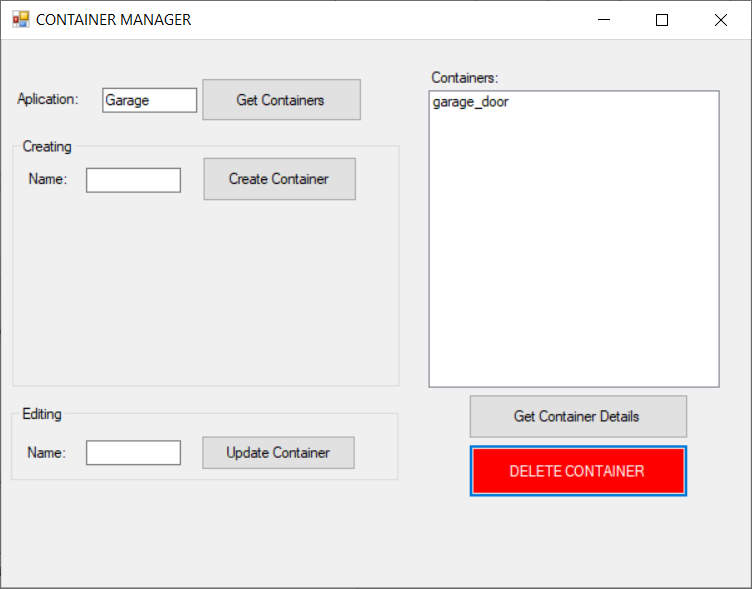 CONTAINER MANAGER
Aplication:
Garage
Get Containers
Creating
Name:
Create Container
Editing
Name:
Update Container
Containers:
garage_door
Get Container Details
DELETE CONTAINER